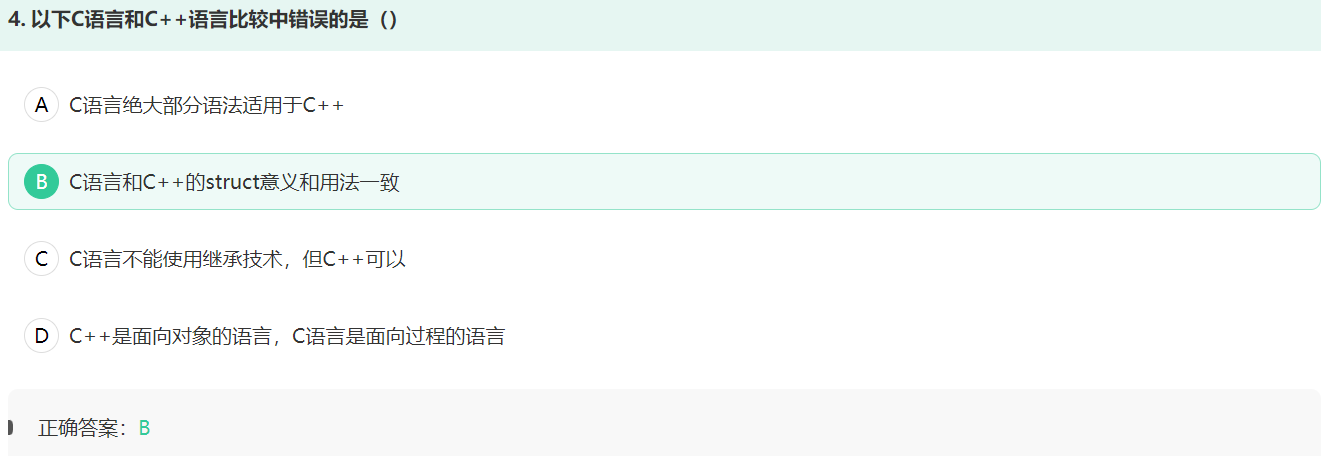 4. 以下C语言和C++语言比较中错误的是（）
A C语言绝大部分语法适用于C++
B C语言和C++的struct意义和用法一致
C C语言不能使用继承技术，但C++可以
D C++是面向对象的语言，C语言是面向过程的语言
正确答案：B